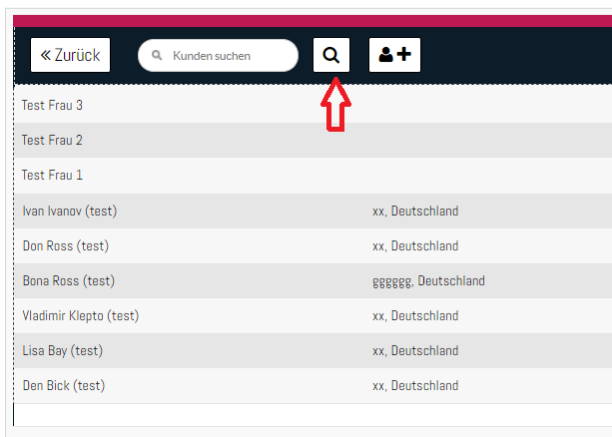 « Zurück Kunden suchen
Test Frau 3
Test Frau 2
Test Frau 1
Ivan Ivanov (test) xx, Deutschland
Don Ross (test) xx, Deutschland
Bona Ross (test) gggggg, Deutschland
Vladimir Klepto (test) xx, Deutschland
Lisa Bay (test) xx, Deutschland
Den Bick (test) xx, Deutschland